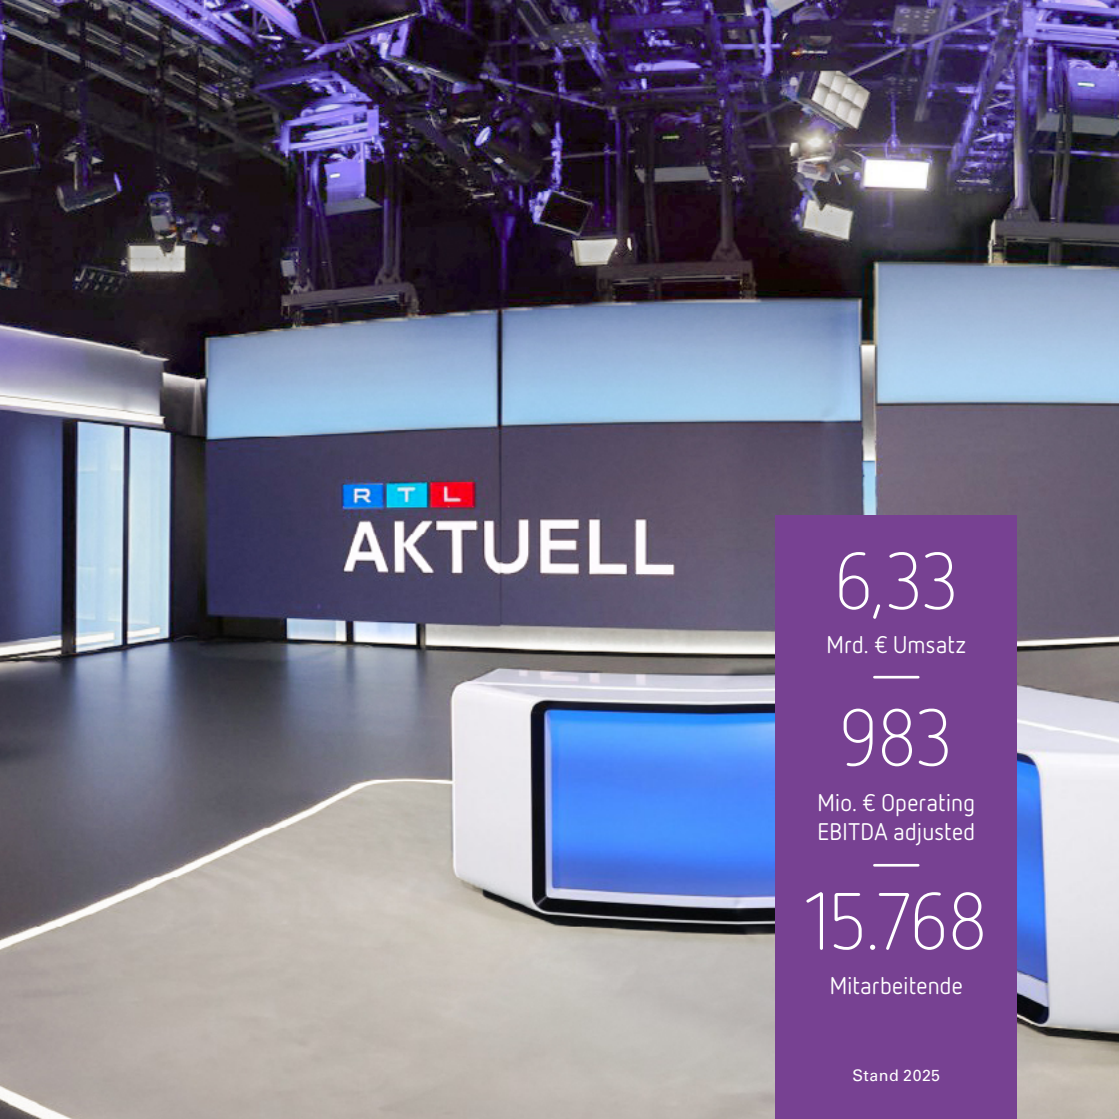 RTL
AKTUELL
6,33
Mrd. € Umsatz
983
Mio. € Operating
EBITDA adjusted
15.768
Mitarbeitende
Stand 2025